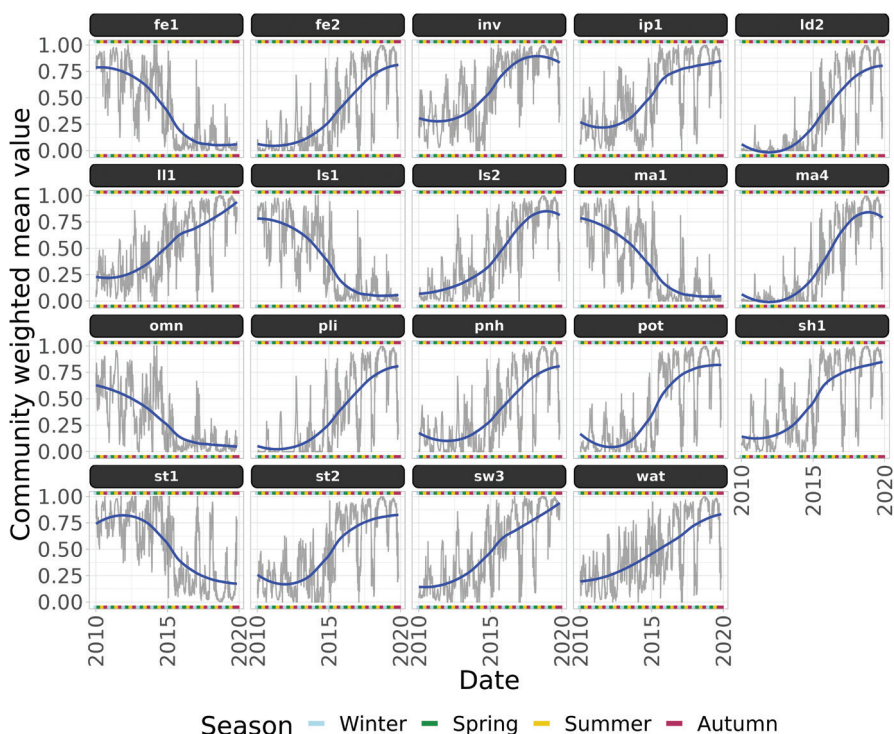 fe1 fe2 inv ip1 ld2
1.00
0.75
0.50
0.25
0.00
ll1 ls1 ls2 ma1 ma4
1.00
0.75
0.50
0.25
0.00
omn pli pnh pot sh1
1.00
0.75
0.50
0.25
0.00
2010 2015 2020
st1 st2 sw3 wat
1.00
0.75
0.50
0.25
0.00
2010 2015 2020 2010 2015 2020 2010 2015 2020 2010 2015 2020
Community weighted mean value
Date
Season Winter Spring Summer Autumn